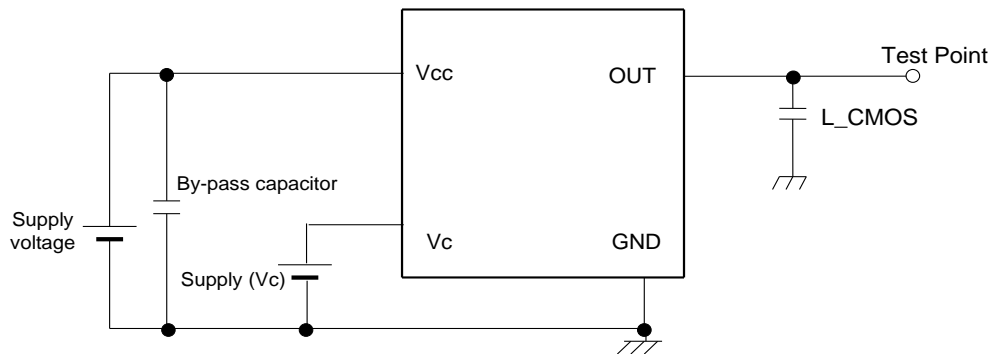 Test Point
Vcc
OUT
L_CMOS
By-pass capacitor
Supply
voltage
Vc
GND
Supply (Vc)